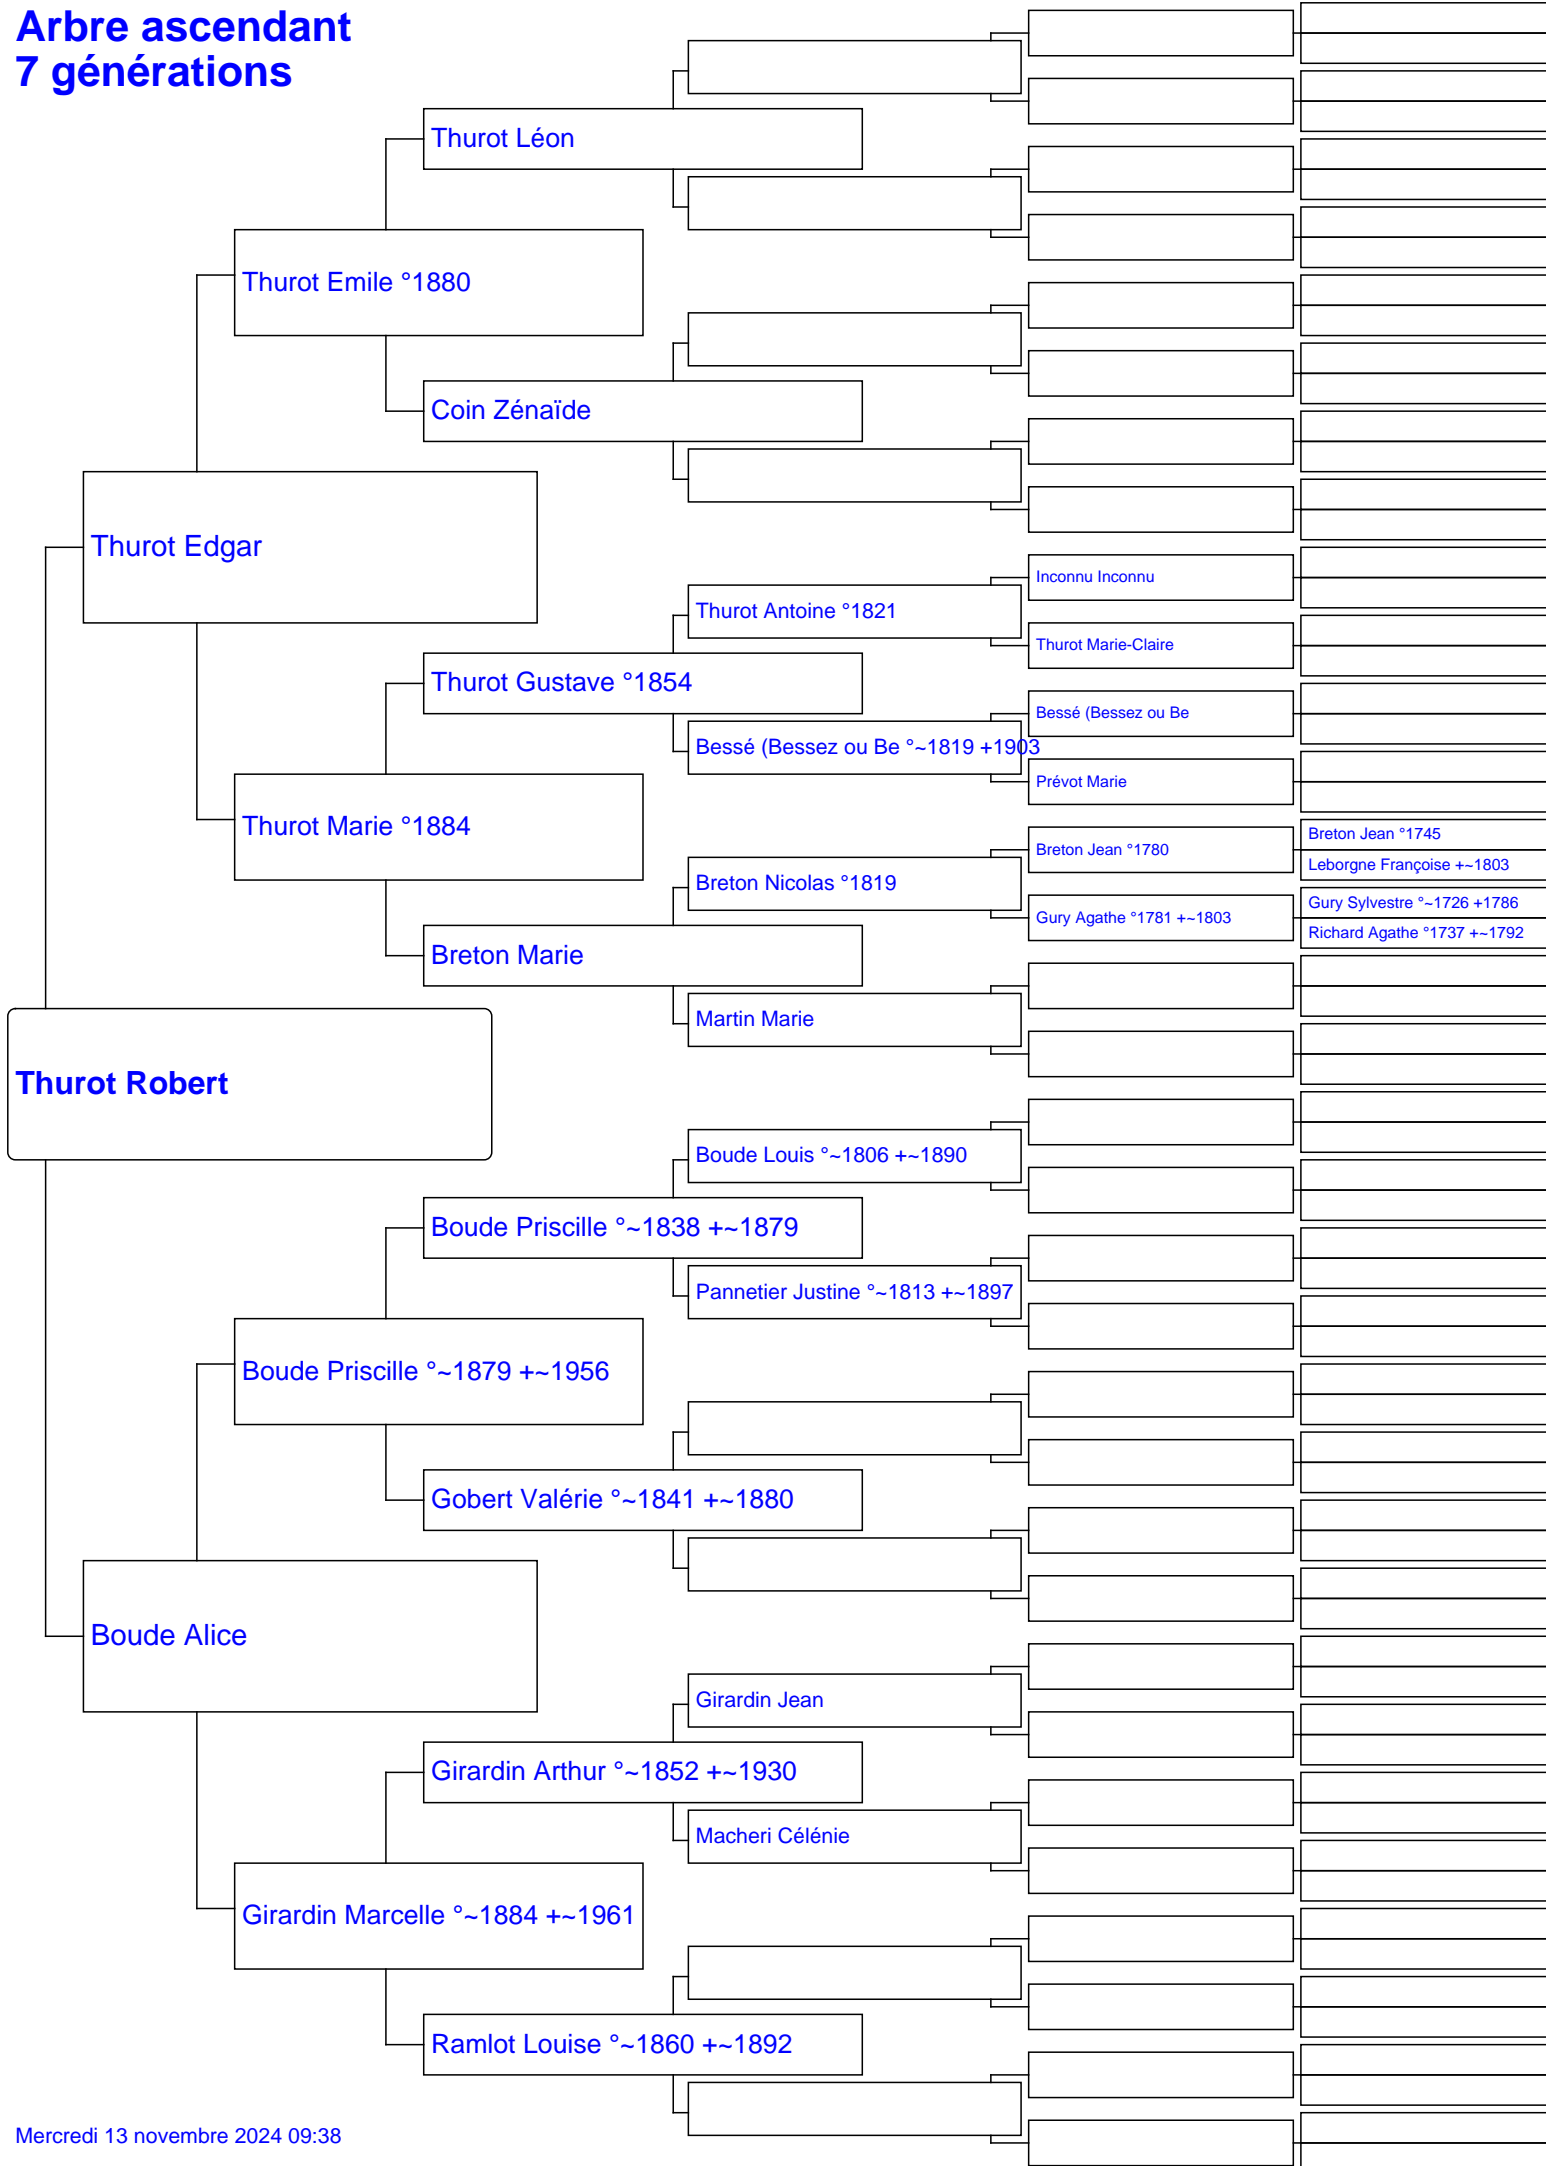 Arbre ascendant
7 générations
Thurot Léon
Thurot Emile °1880
Coin Zénaïde
Thurot Edgar
Inconnu Inconnu
Thurot Antoine °1821
Thurot Marie-Claire
Thurot Gustave °1854
Bessé (Bessez ou Be
Bessé (Bessez ou Be °~1819 +1903
Prévot Marie
Thurot Marie °1884
Breton Jean °1745
Breton Jean °1780
Leborgne Françoise +~1803
Breton Nicolas °1819
Gury Sylvestre °~1726 +1786
Gury Agathe °1781 +~1803
Richard Agathe °1737 +~1792
Breton Marie
Martin Marie
Thurot Robert
Boude Louis °~1806 +~1890
Boude Priscille °~1838 +~1879
Pannetier Justine °~1813 +~1897
Boude Priscille °~1879 +~1956
Gobert Valérie °~1841 +~1880
Boude Alice
Girardin Jean
Girardin Arthur °~1852 +~1930
Macheri Célénie
Girardin Marcelle °~1884 +~1961
Ramlot Louise °~1860 +~1892
Mercredi 13 novembre 2024 09:38